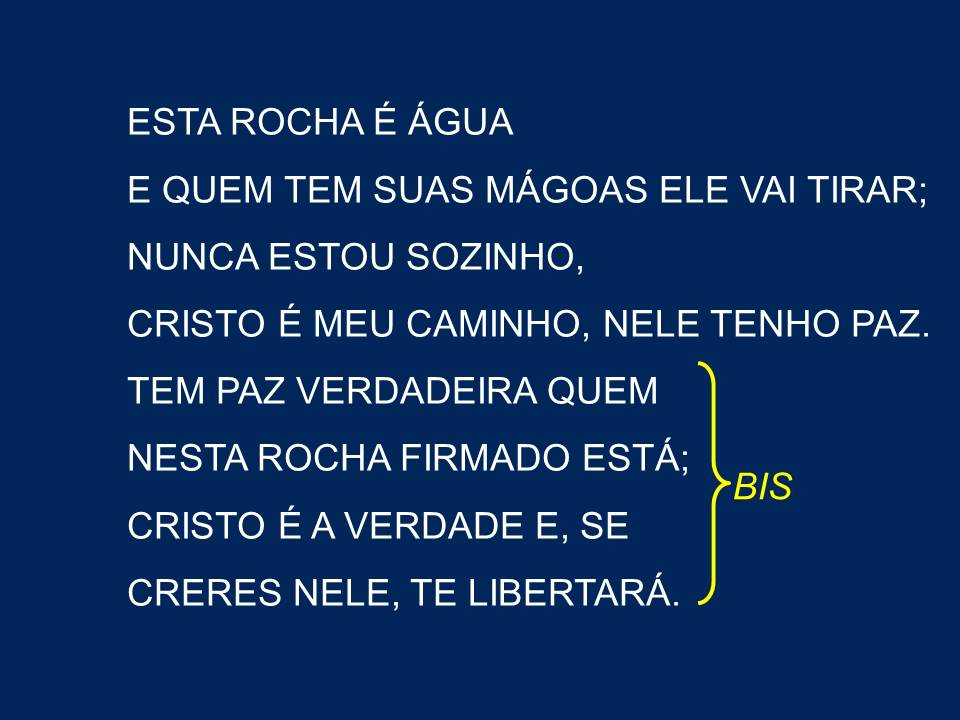 ESTA ROCHA É ÁGUA
E QUEM TEM SUAS MÁGOAS ELE VAI TIRAR;
NUNCA ESTOU SOZINHO,
CRISTO É MEU CAMINHO, NELE TENHO PAZ.
TEM PAZ VERDADEIRA QUEM
NESTA ROCHA FIRMADO ESTÁ;
BIS
CRISTO É A VERDADE E, SE
CRERES NELE, TE LIBERTARÁ.